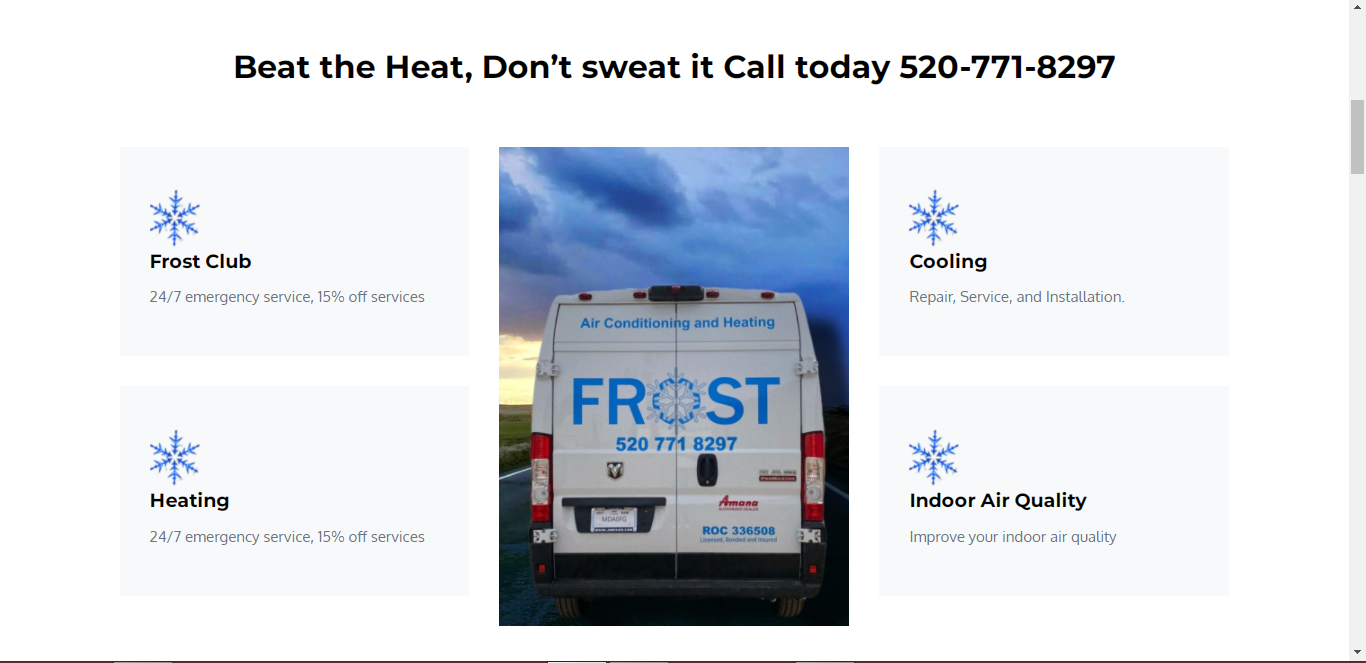 Beat the Heat, Don’t sweat it Call today 520-771-8297
Frost Club
24/7 emergency service, 15% off services
Heating
24/7 emergency service, 15% off services
Air Conditioning and Heating
FROST
520 771 8297
Amana
ROC 336508
Licensed, Bonded and Insured
Cooling
Repair, Service, and Installation.
Indoor Air Quality
Improve your indoor air quality